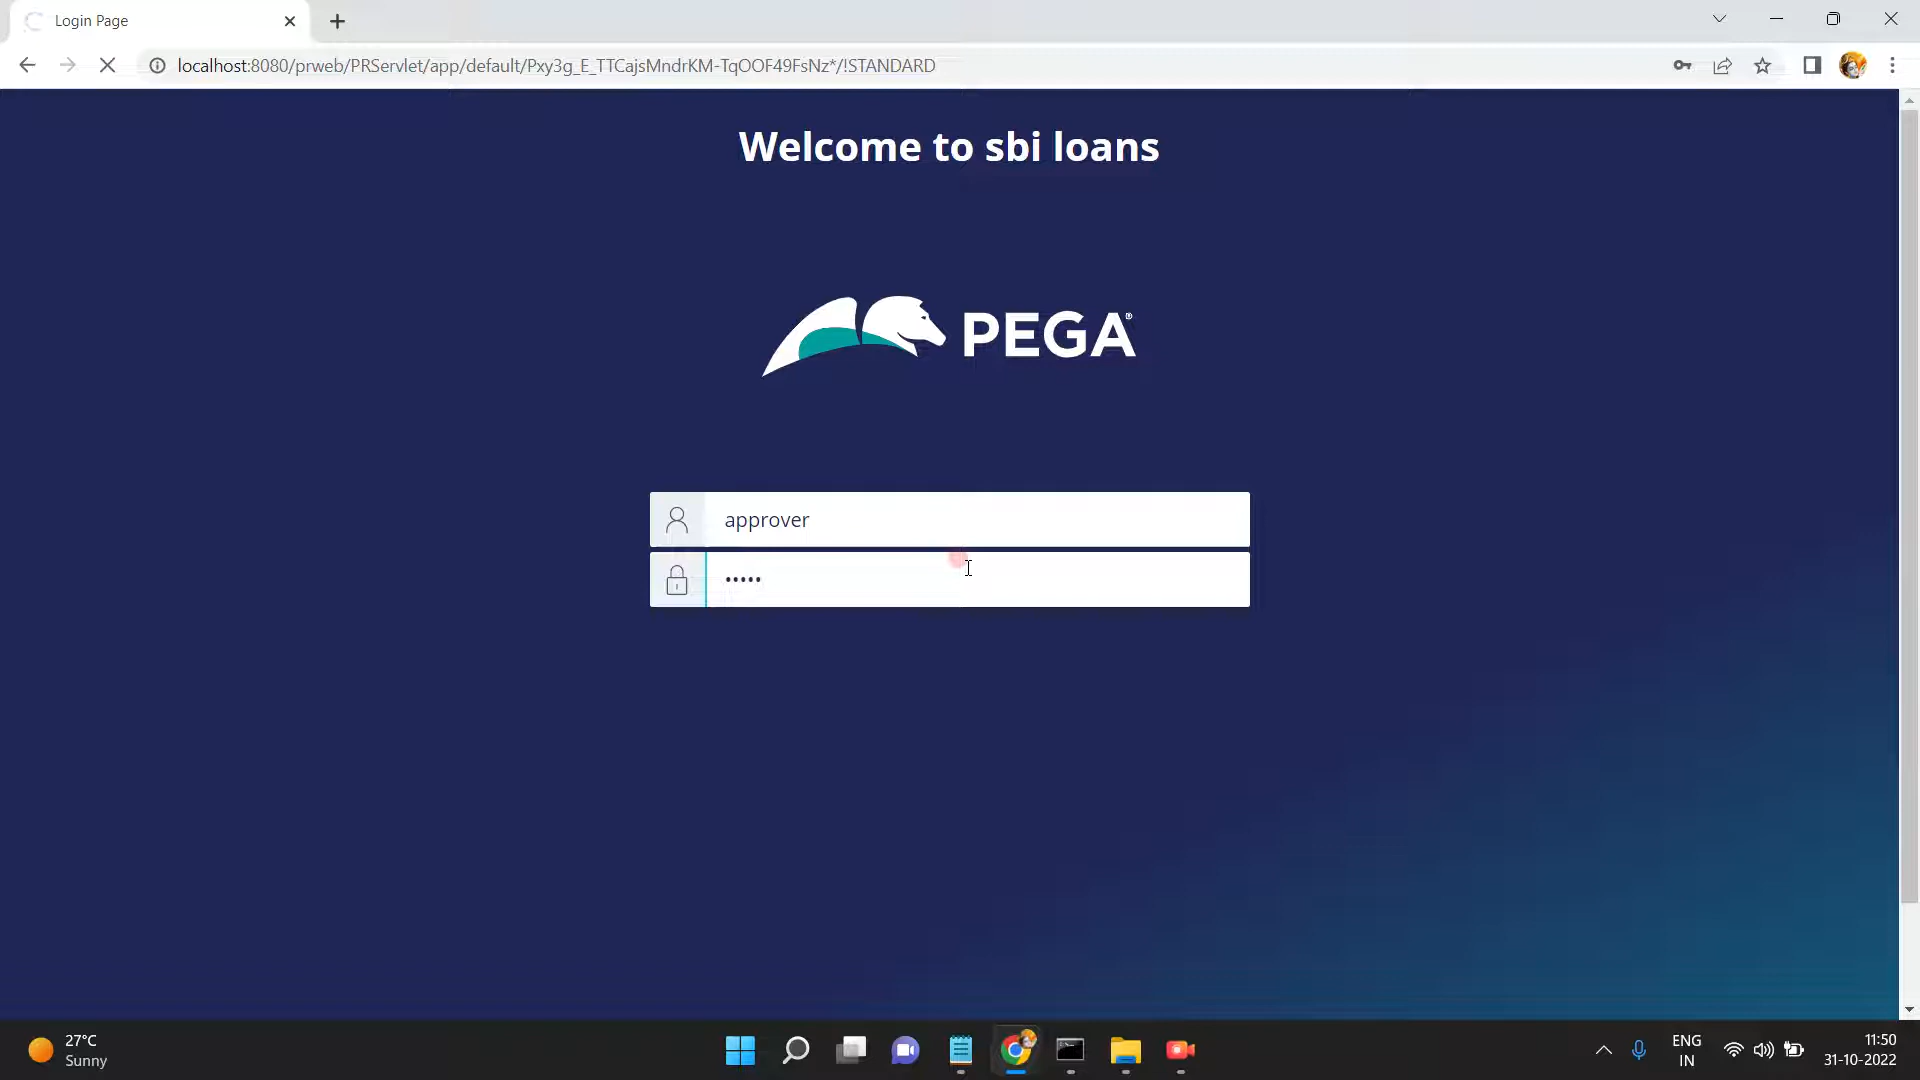 Login Page
localhost:8080/prweb/PRServlet/app/default/Pxy3g_E_TTCajsMndrKM-TqOOF49FsNz*/!STANDARD
Welcome to sbi loans
PEGA®
approver
•••••
27°C
Sunny
ENG
IN
11:50
31-10-2022